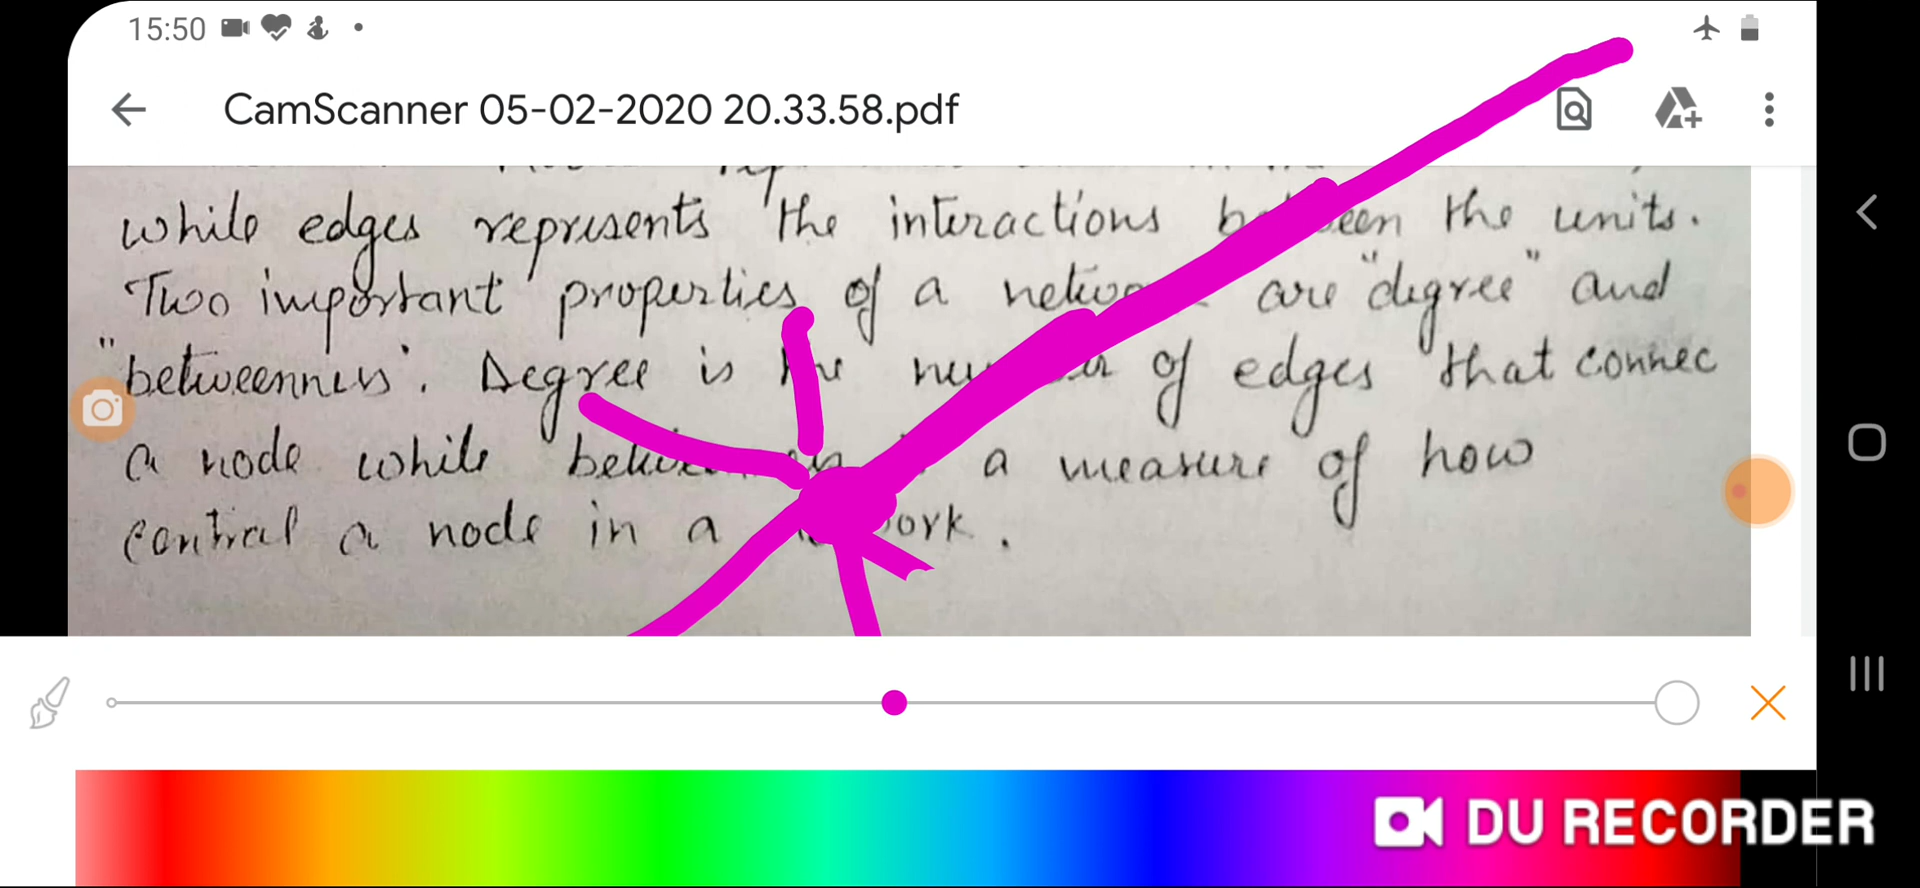 15:50
CamScanner 05-02-2020 20.33.58.pdf
while edges represents the interactions the units.
Two important properties of a are "degree" and
"betweenness". Degree is of edges that connec
a node while a measure of how
central a node in a
DU RECORDER